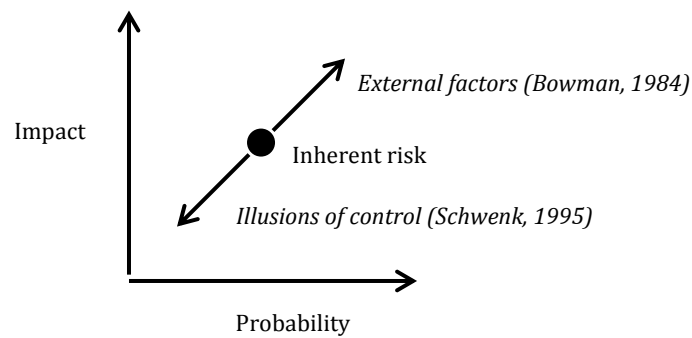 External factors (Bowman, 1984)
Impact
Inherent risk
Illusions of control (Schwenk, 1995)
Probability